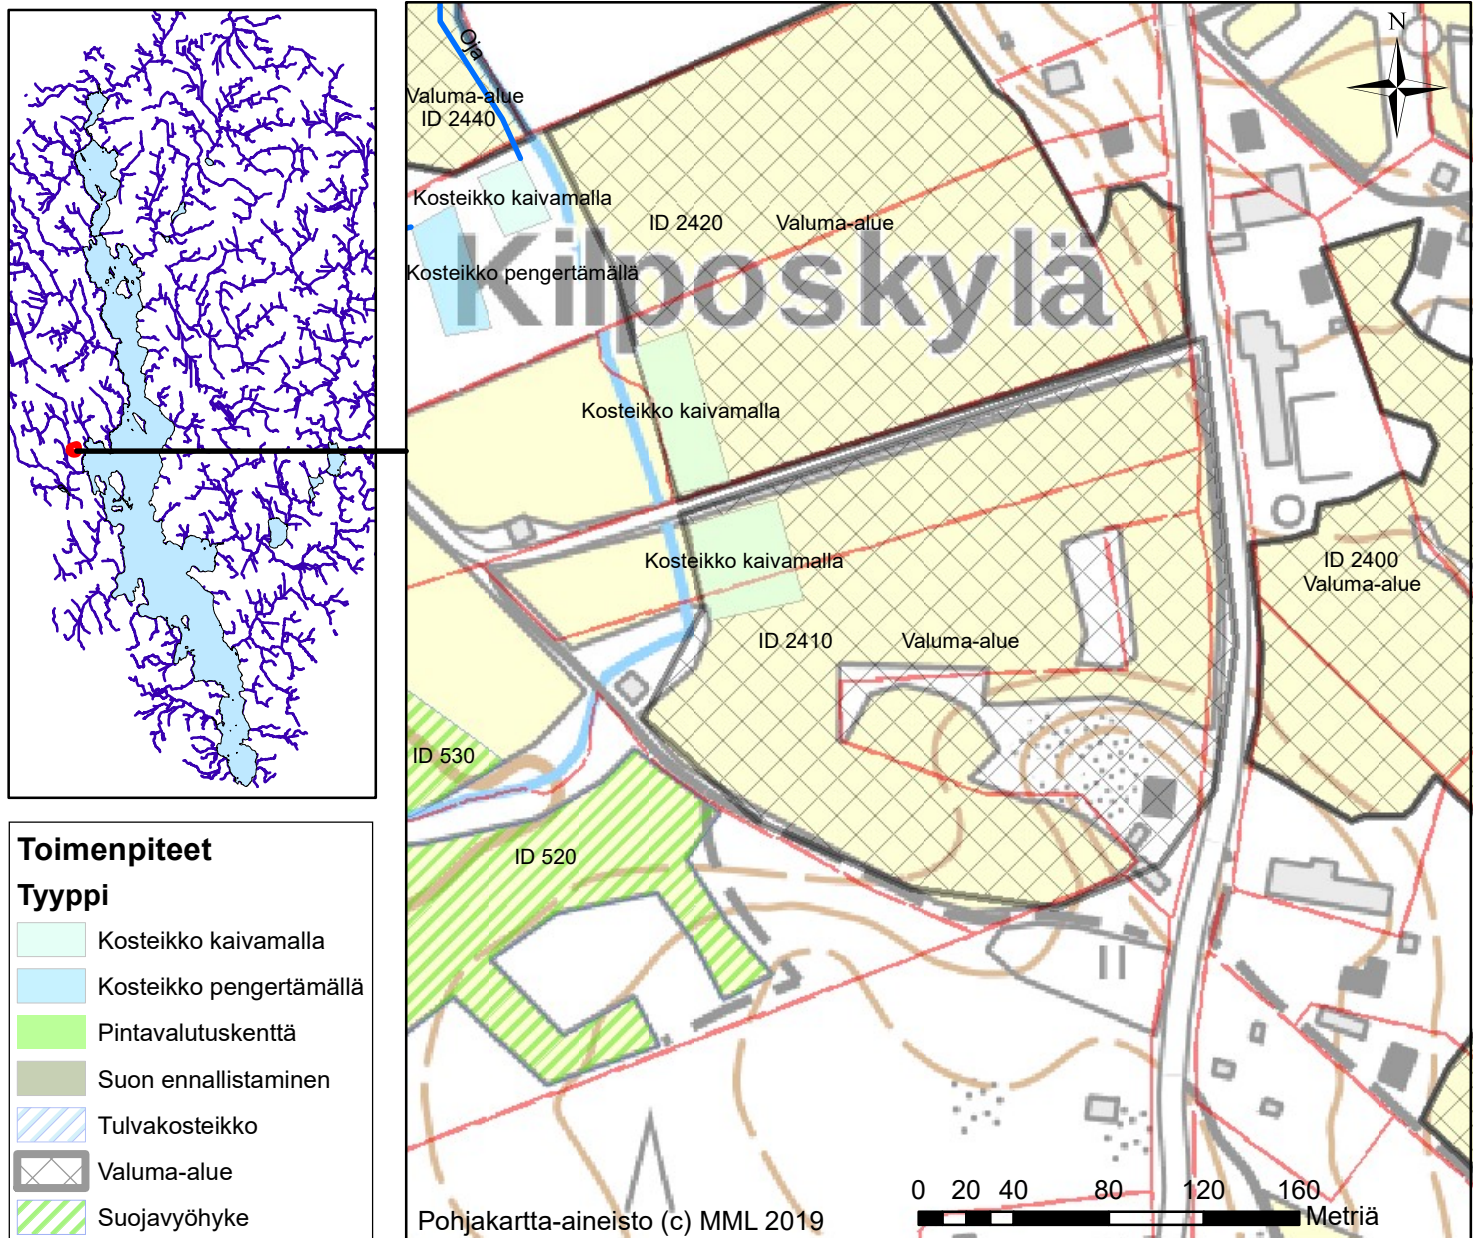 Oja
N
Valuma-alue
ID 2440
Kosteikko kaivamalla
ID 2420 Valuma-alue
Kosteikko pengertämällä
Kilposkylä
Kosteikko kaivamalla
Kosteikko kaivamalla
ID 2400
Valuma-alue
ID 2410 Valuma-alue
ID 530
ID 520
Toimenpiteet
Tyyppi
Kosteikko kaivamalla
Kosteikko pengertämällä
Pintavalutuskenttä
Suon ennallistaminen
Tulvakosteikko
Valuma-alue
Suojavyöhyke
0 20 40 80 120 160
Metriä
Pohjakartta-aineisto (c) MML 2019